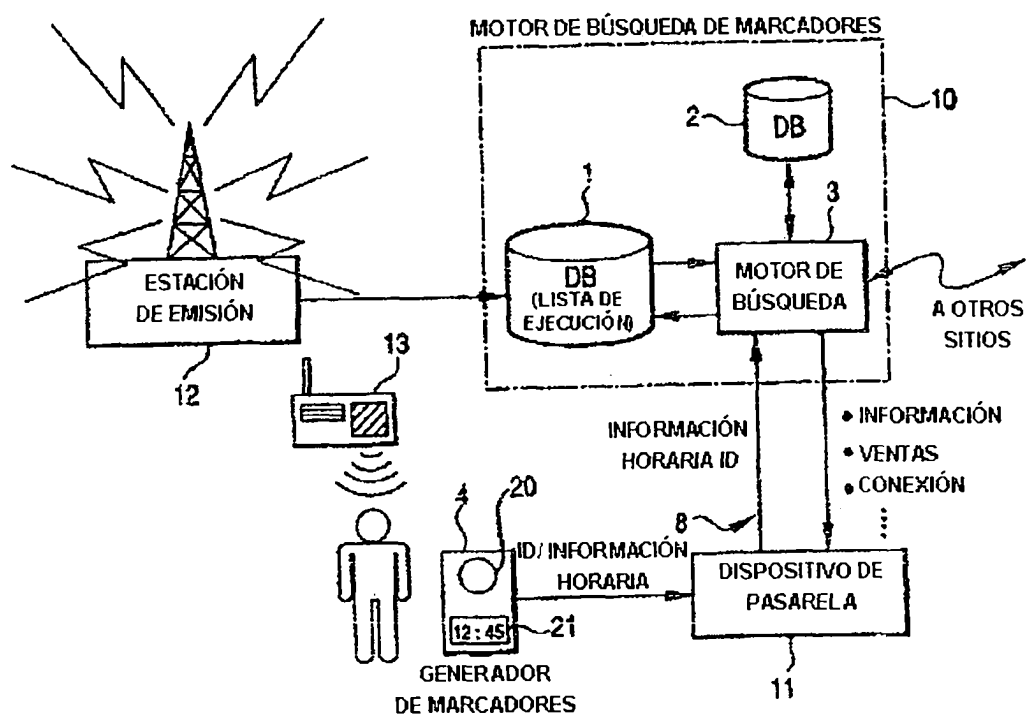 MOTOR DE BÚSQUEDA DE MARCADORES
10
2
DB
1
3
ESTACIÓN
DE EMISIÓN
DB
(LISTA DE
EJECUCIÓN)
MOTOR DE
BÚSQUEDA
A OTROS
SITIOS
12
13
INFORMACIÓN
HORARIA ID
• INFORMACIÓN
• VENTAS
• CONEXIÓN
8
4
20
ID/INFORMACIÓN
HORARIA
12:45
21
DISPOSITIVO DE
PASARELA
GENERADOR
DE MARCADORES
11